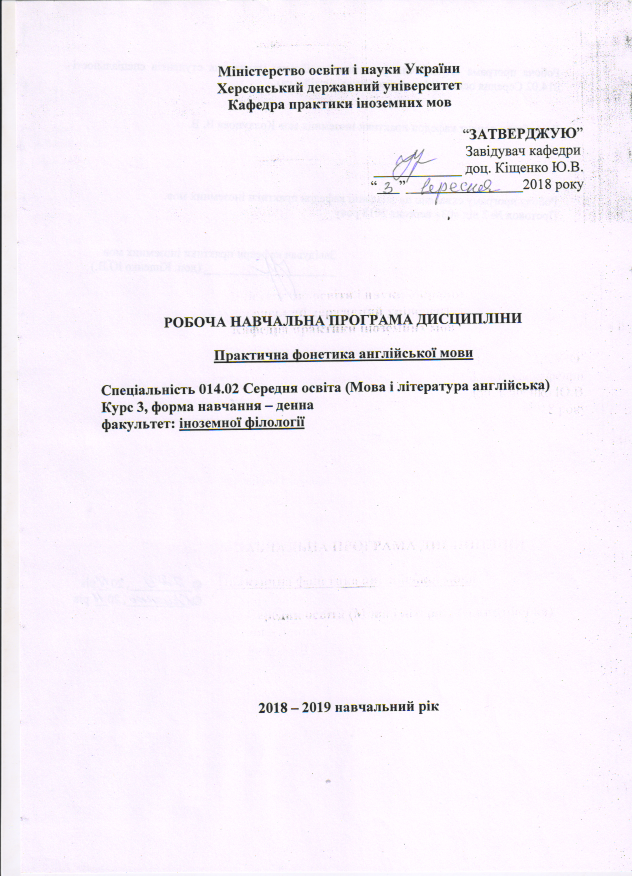 Міністерство освіти і науки України
Херсонський державний університет
Кафедра практики іноземних мов
“ЗАТВЕРДЖУЮ”
Завідувач кафедри
доц. Кіщенко Ю.В.
“ 3 ” вересня 2018 року
РОБОЧА НАВЧАЛЬНА ПРОГРАМА ДИСЦИПЛІНИ
Практична фонетика англійської мови
Спеціальність 014.02 Середня освіта (Мова і література англійська)
Курс 3, форма навчання – денна
факультет: іноземної філології
2018 – 2019 навчальний рік